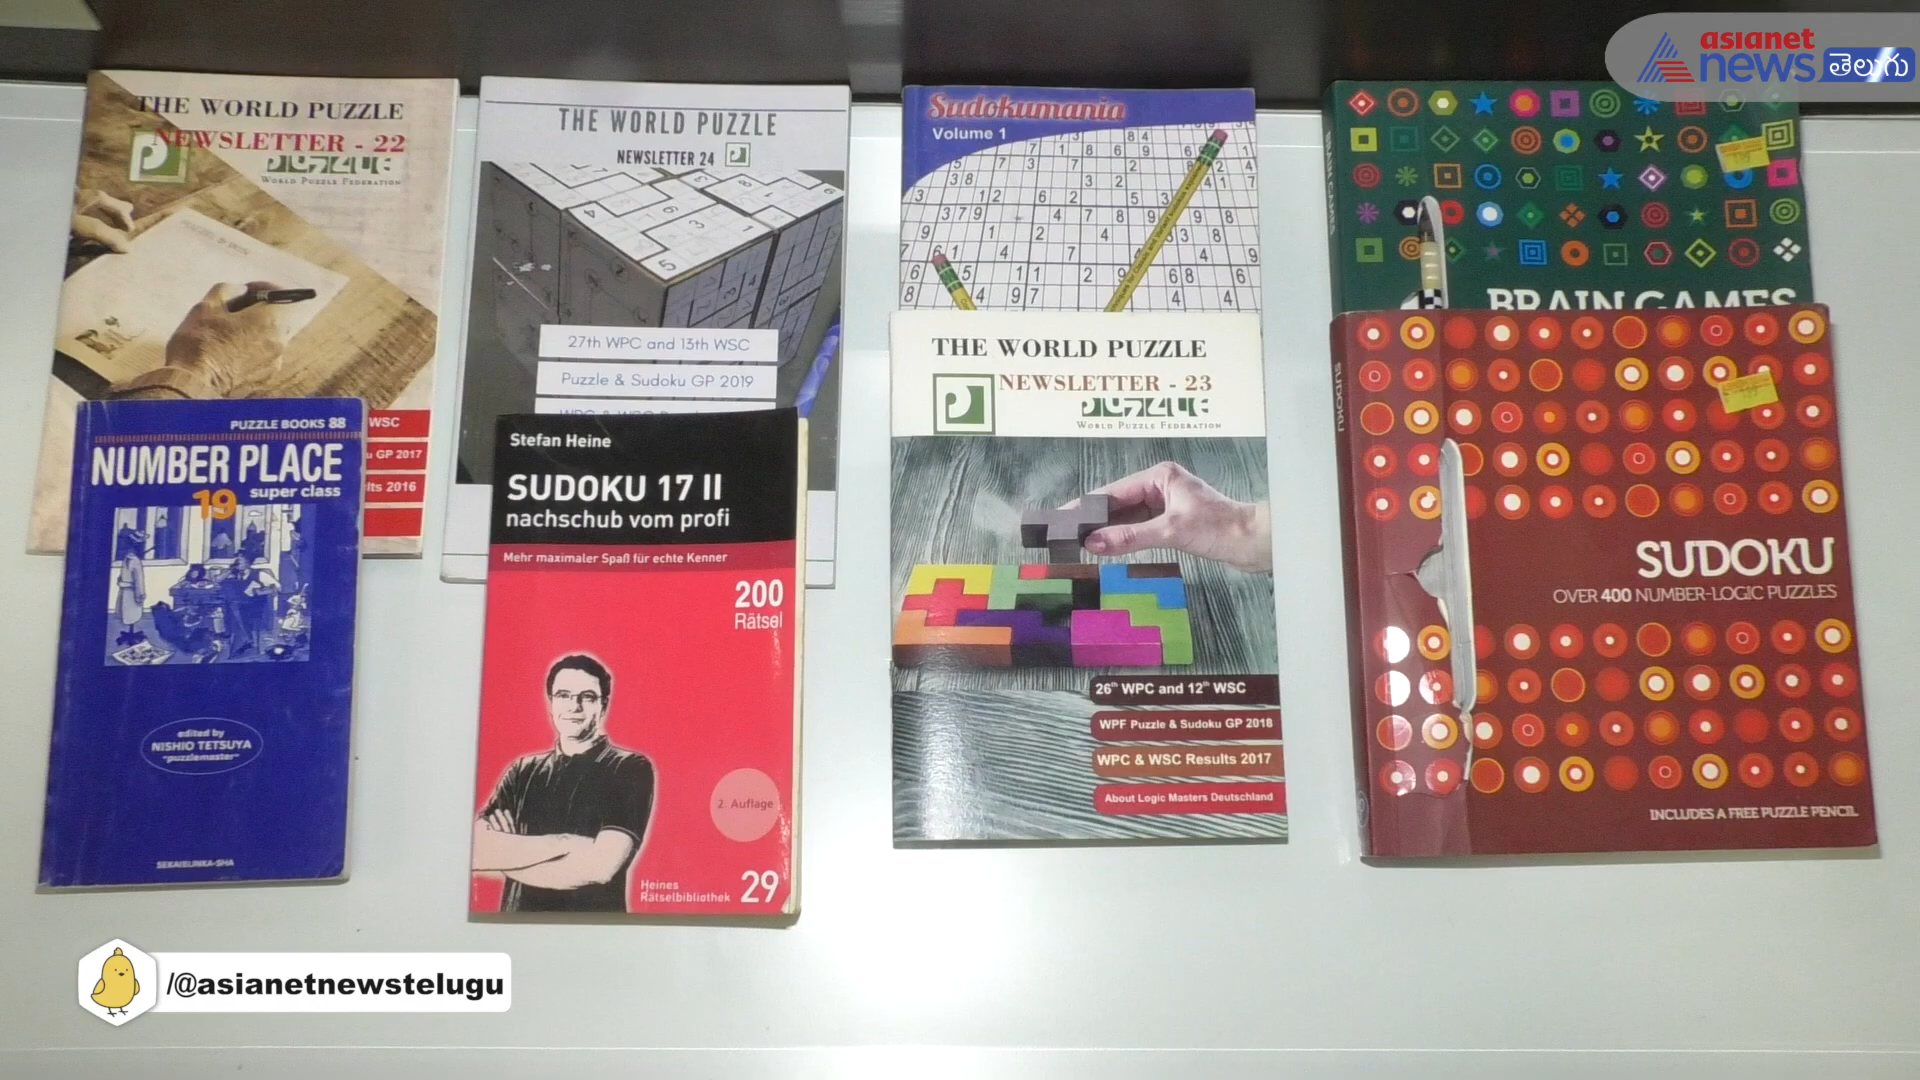 asianet
news తెలుగు
THE WORLD PUZZLE
NEWSLETTER - 22
PUZZLE
WORLD PUZZLE FEDERATION
WSC
u GP 2017
lts 2016
PUZZLE BOOKS 88
NUMBER PLACE
19 super class
edited by
NISHIO TETSUYA
"puzzlemaster"
THE WORLD PUZZLE
NEWSLETTER 24
27th WPC and 13th WSC
Puzzle & Sudoku GP 2019
Stefan Heine
SUDOKU 17 II
nachschub vom profi
Mehr maximaler Spaß für echte Kenner
200
Rätsel
2. Auflage
Heines
Rätselbibliothek 29
Sudokumania
Volume 1
THE WORLD PUZZLE
NEWSLETTER - 23
PUZZLE
WORLD PUZZLE FEDERATION
26th WPC and 12th WSC
WPF Puzzle & Sudoku GP 2018
WPC & WSC Results 2017
About Logic Masters Deutschland
BRAIN GAMES
BRAIN GAMES
SUDOKU
SUDOKU
OVER 400 NUMBER-LOGIC PUZZLES
INCLUDES A FREE PUZZLE PENCIL
/@asianetnewstelugu